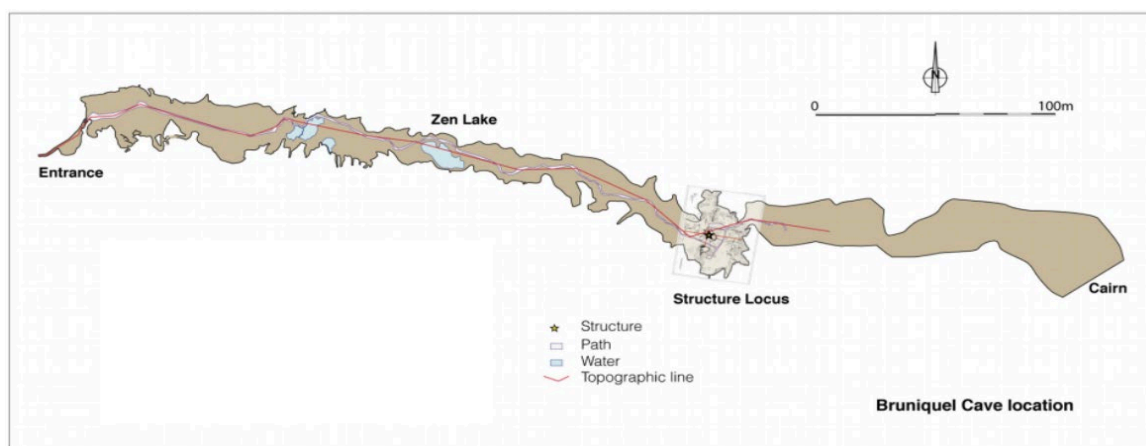 N
0
100m
Zen Lake
Entrance
Structure Locus
Cairn
Structure
Path
Water
Topographic line
Bruniquel Cave location